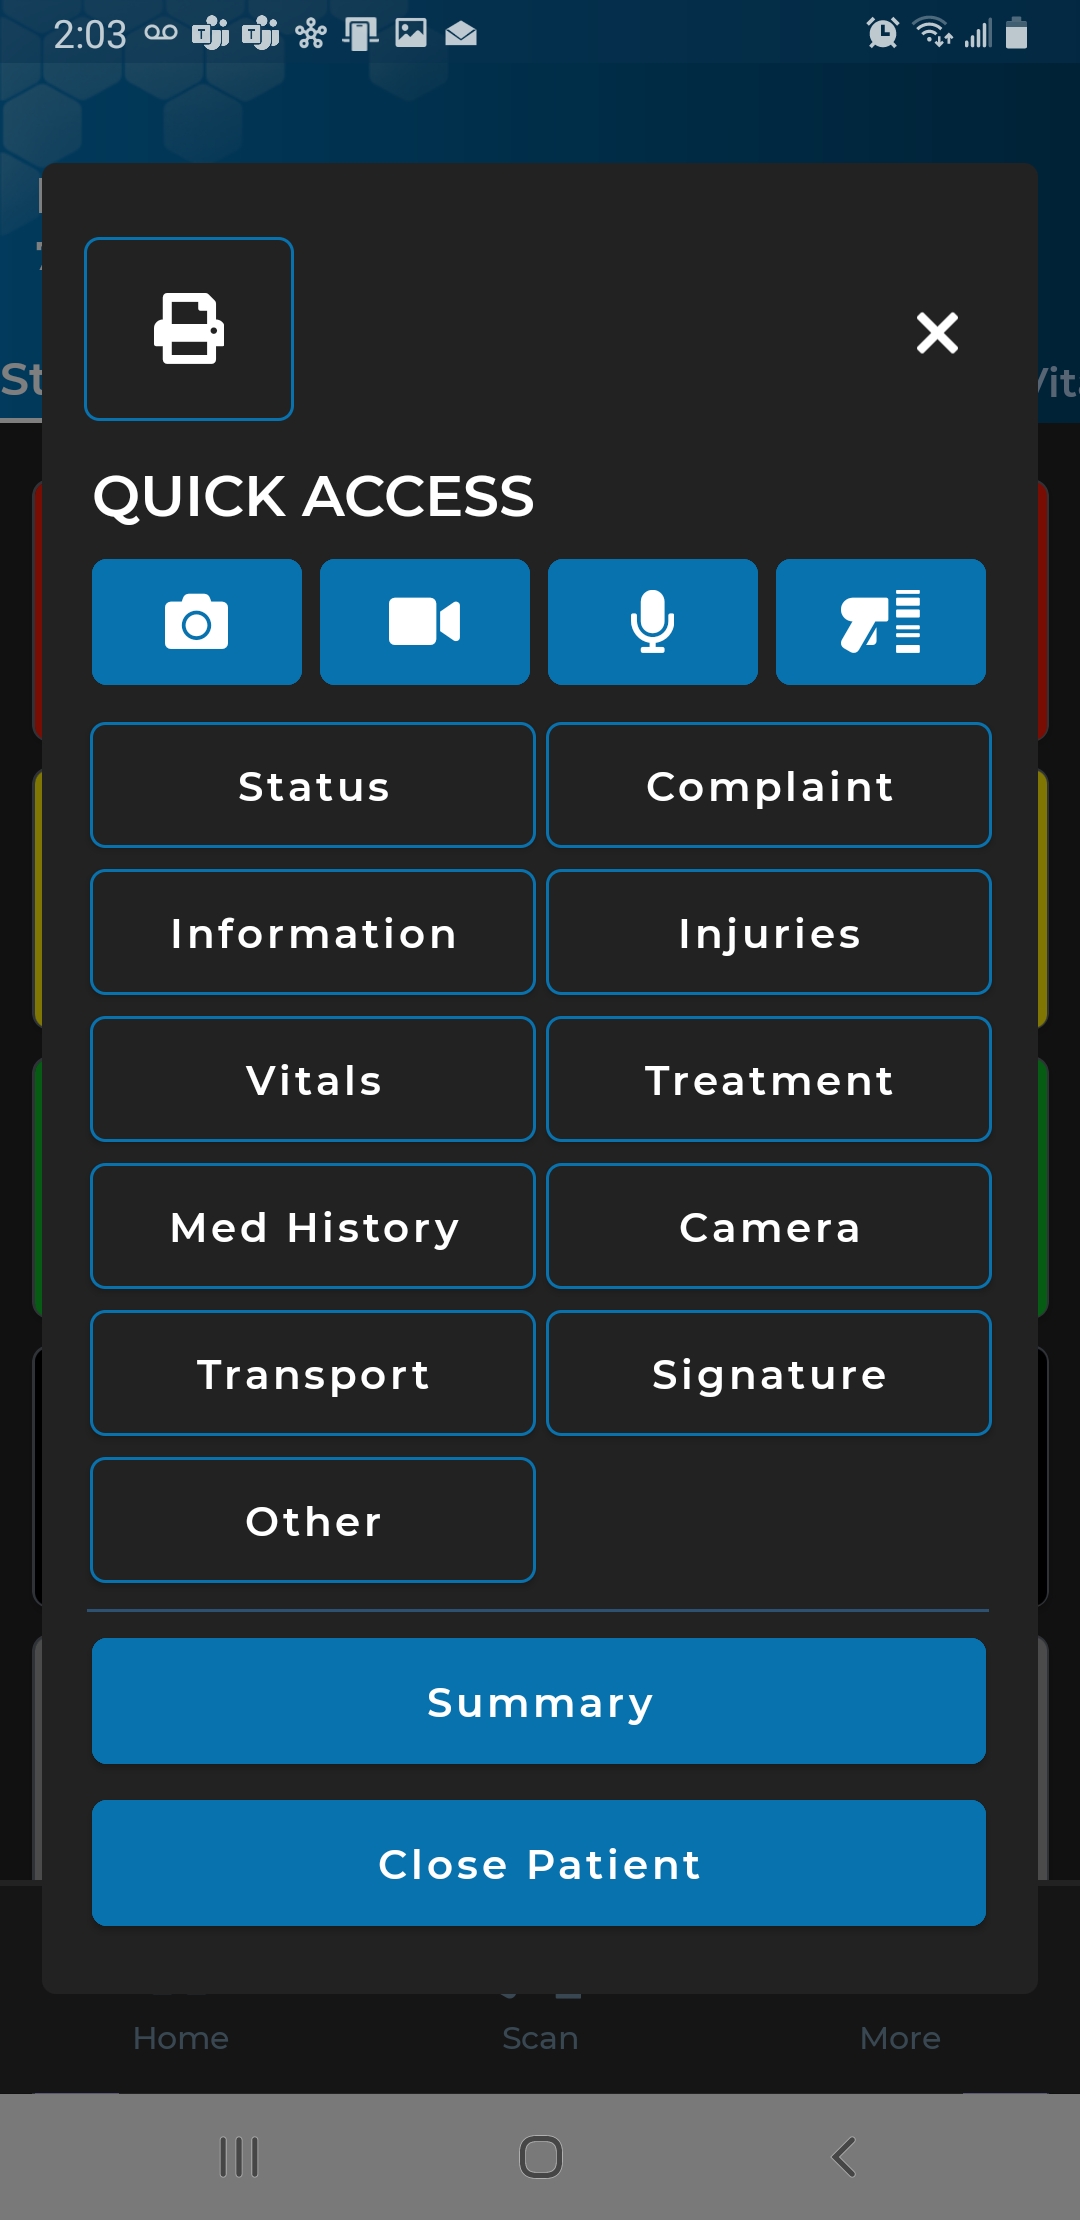 2:03
St
Vit
QUICK ACCESS
Status
Complaint
Information
Injuries
Vitals
Treatment
Med History
Camera
Transport
Signature
Other
Summary
Close Patient
Home
Scan
More